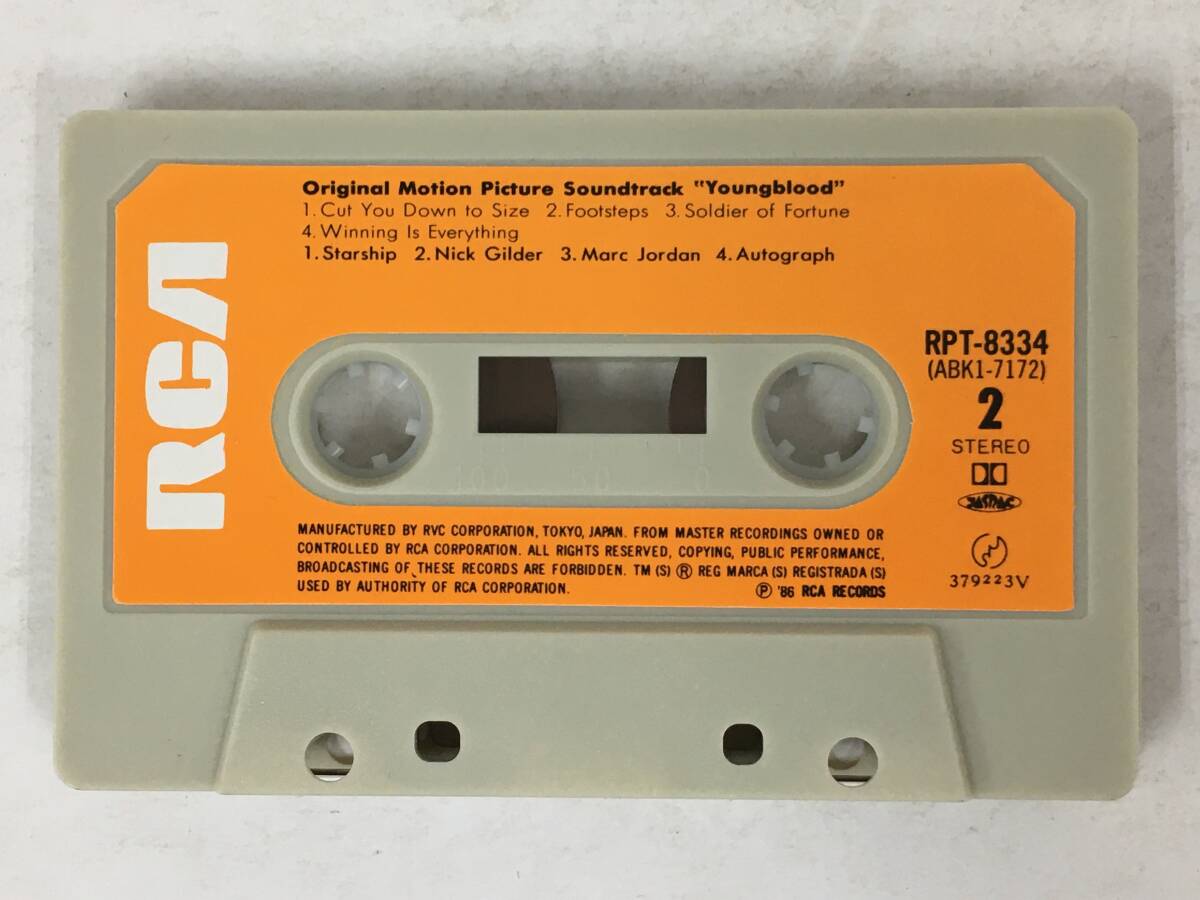 Original Motion Picture Soundtrack "Youngblood"
1. Cut You Down to Size 2. Footsteps 3. Soldier of Fortune
4. Winning Is Everything
1. Starship 2. Nick Gilder 3. Marc Jordan 4. Autograph
RCA
RPT-8334
(ABK1-7172)
2
STEREO
JASRAC
100 50 0
MANUFACTURED BY RVC CORPORATION, TOKYO, JAPAN. FROM MASTER RECORDINGS OWNED OR
CONTROLLED BY RCA CORPORATION. ALL RIGHTS RESERVED, COPYING, PUBLIC PERFORMANCE,
BROADCASTING OF THESE RECORDS ARE FORBIDDEN. TM (S) ® REG MARCA (S) REGISTRADA (S)
USED BY AUTHORITY OF RCA CORPORATION.
℗ '86 RCA RECORDS
379223V